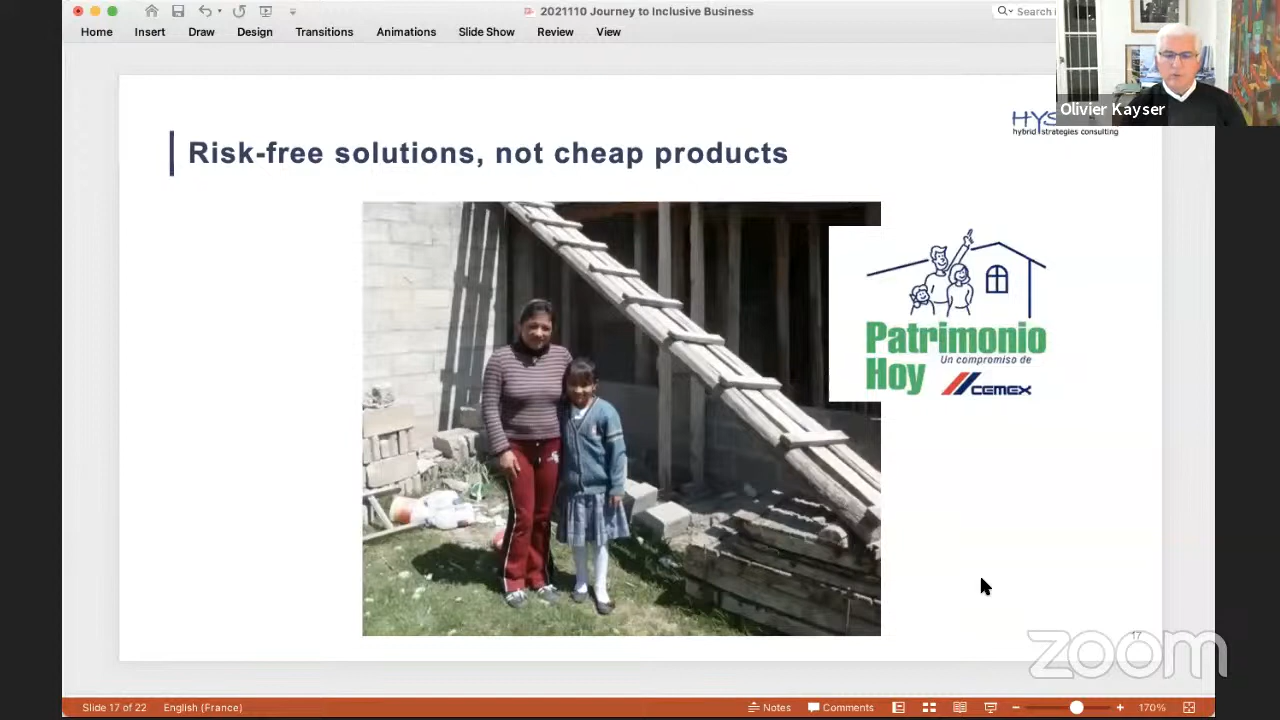 2021110 Journey to Inclusive Business
Search
Home
Insert
Draw
Design
Transitions
Animations
Slide Show
Review
View
Olivier Kayser
HYS
hybrid strategies consulting
Risk-free solutions, not cheap products
Patrimonio
Un compromiso de
Hoy
CEMEX
17
zoom
Slide 17 of 22
English (France)
Notes
Comments
170%